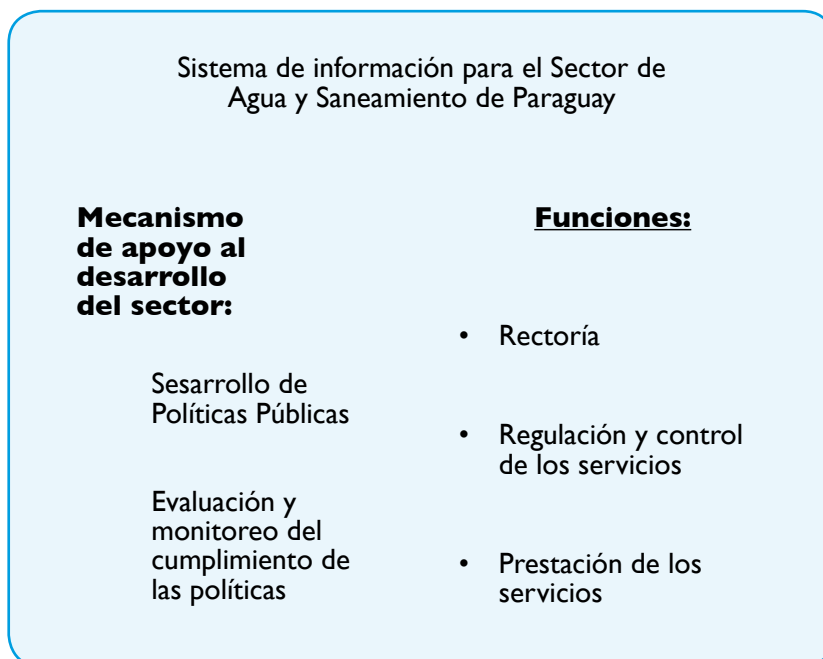 Sistema de información para el Sector de
Agua y Saneamiento de Paraguay
Mecanismo
de apoyo al
desarrollo
del sector:
Sesarrollo de
Políticas Públicas
Evaluación y
monitoreo del
cumplimiento de
las políticas
Funciones:
• Rectoría
• Regulación y control
de los servicios
• Prestación de los
servicios